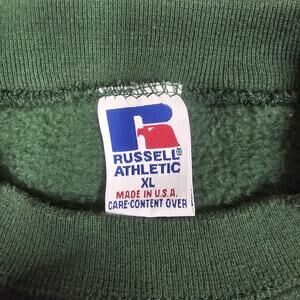 RUSSELL®
ATHLETIC
XL
MADE IN U.S.A.
CARE-CONTENT OVER